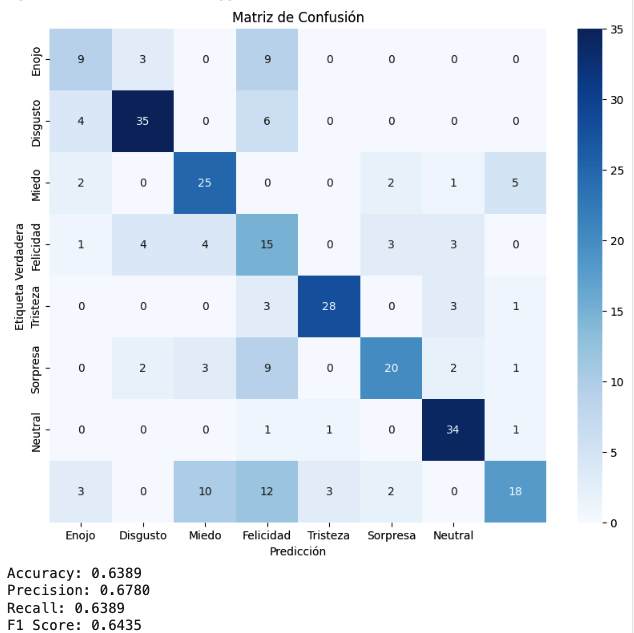 Matriz de Confusión
Enojo 9 3 0 9 0 0 0 0
Disgusto 4 35 0 6 0 0 0 0
Miedo 2 0 25 0 0 2 1 5
Felicidad 1 4 4 15 0 3 3 0
Tristeza 0 0 0 3 28 0 3 1
Sorpresa 0 2 3 9 0 20 2 1
Neutral 0 0 0 1 1 0 34 1
3 0 10 12 3 2 0 18
Etiqueta Verdadera
Enojo Disgusto Miedo Felicidad Tristeza Sorpresa Neutral
Predicción
35
30
25
20
15
10
5
0
Accuracy: 0.6389
Precision: 0.6780
Recall: 0.6389
F1 Score: 0.6435